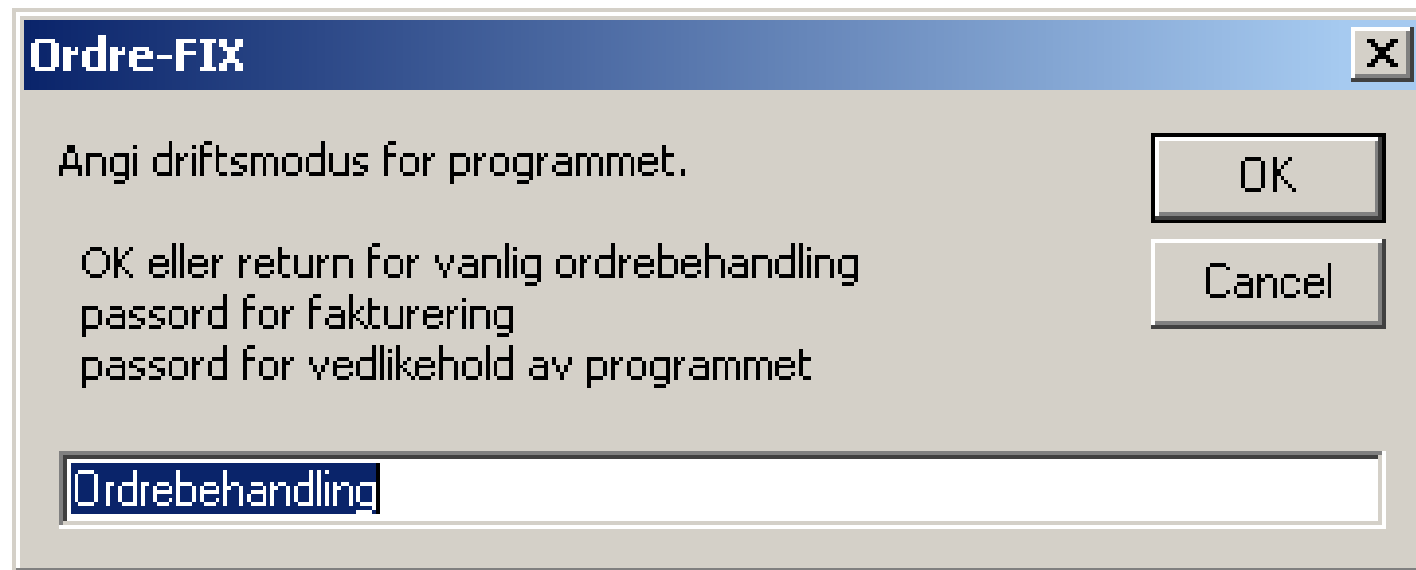 Ordre-FIX
Angi driftsmodus for programmet.
OK
OK eller return for vanlig ordrebehandling
Cancel
passord for fakturering
passord for vedlikehold av programmet
Ordrebehandling